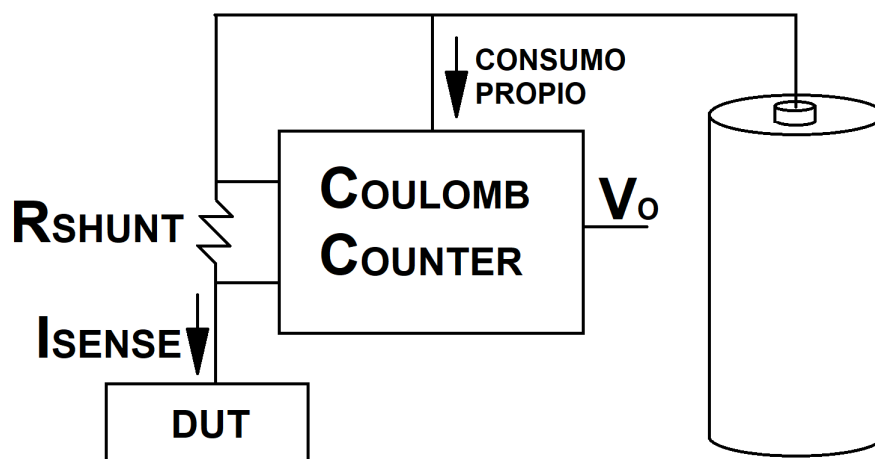 CONSUMO
PROPIO
COULOMB
COUNTER
VO
RSHUNT
ISENSE
DUT